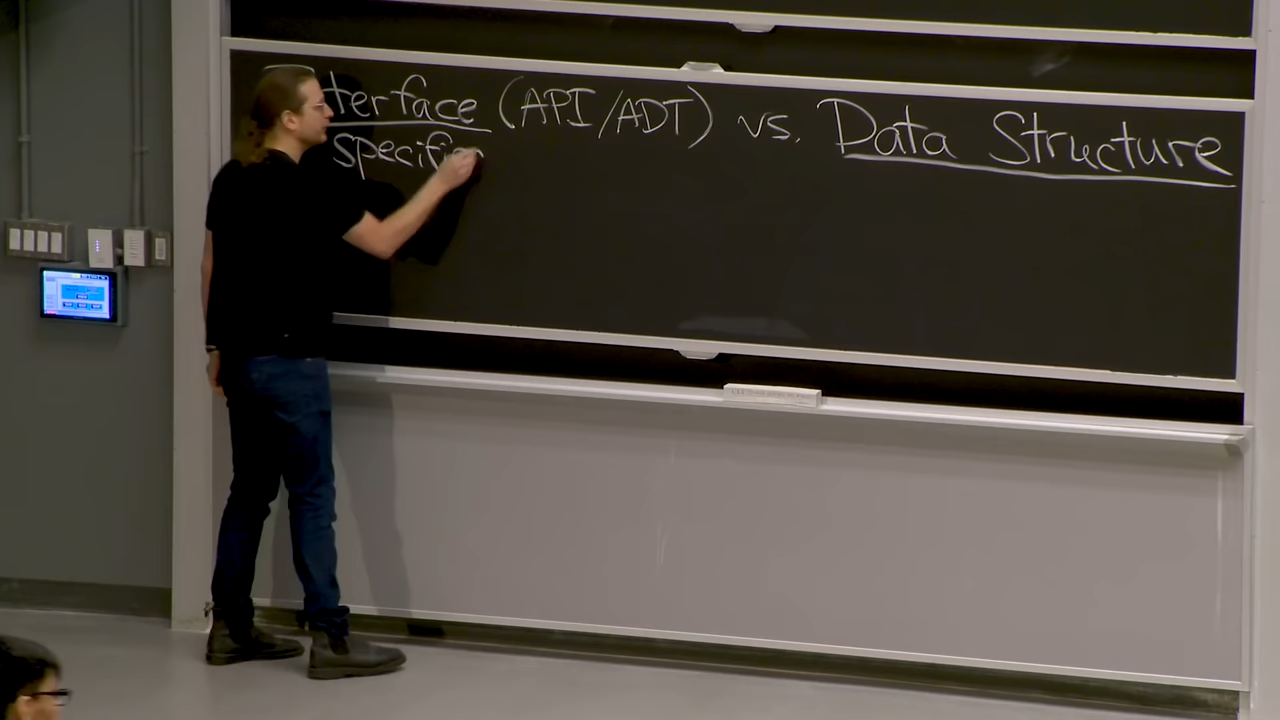 terface (API/ADT) vs. Data Structure
specifi